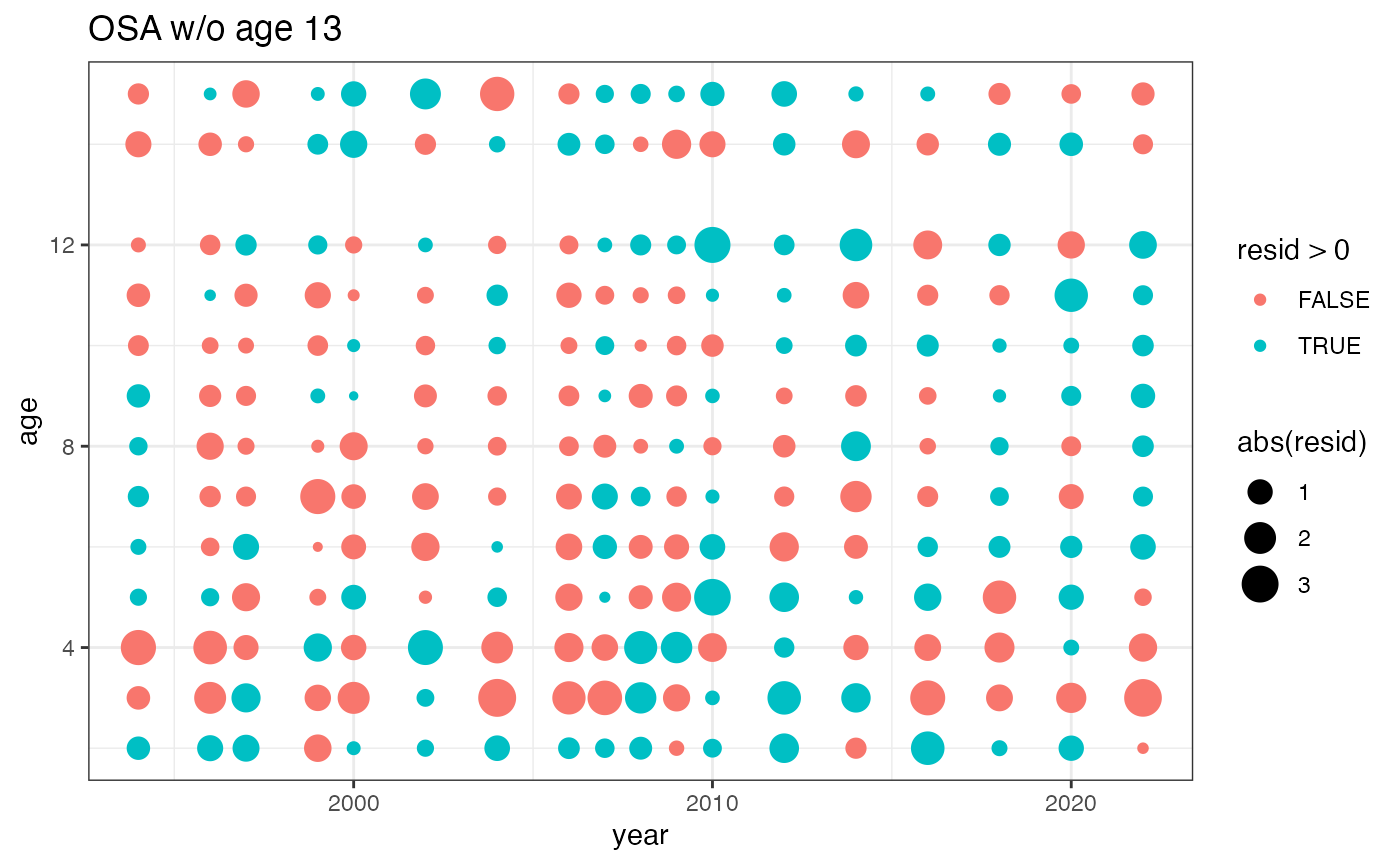 OSA w/o age 13
age
12
8
4
2000
2010
2020
year
resid > 0
FALSE
TRUE
abs(resid)
1
2
3